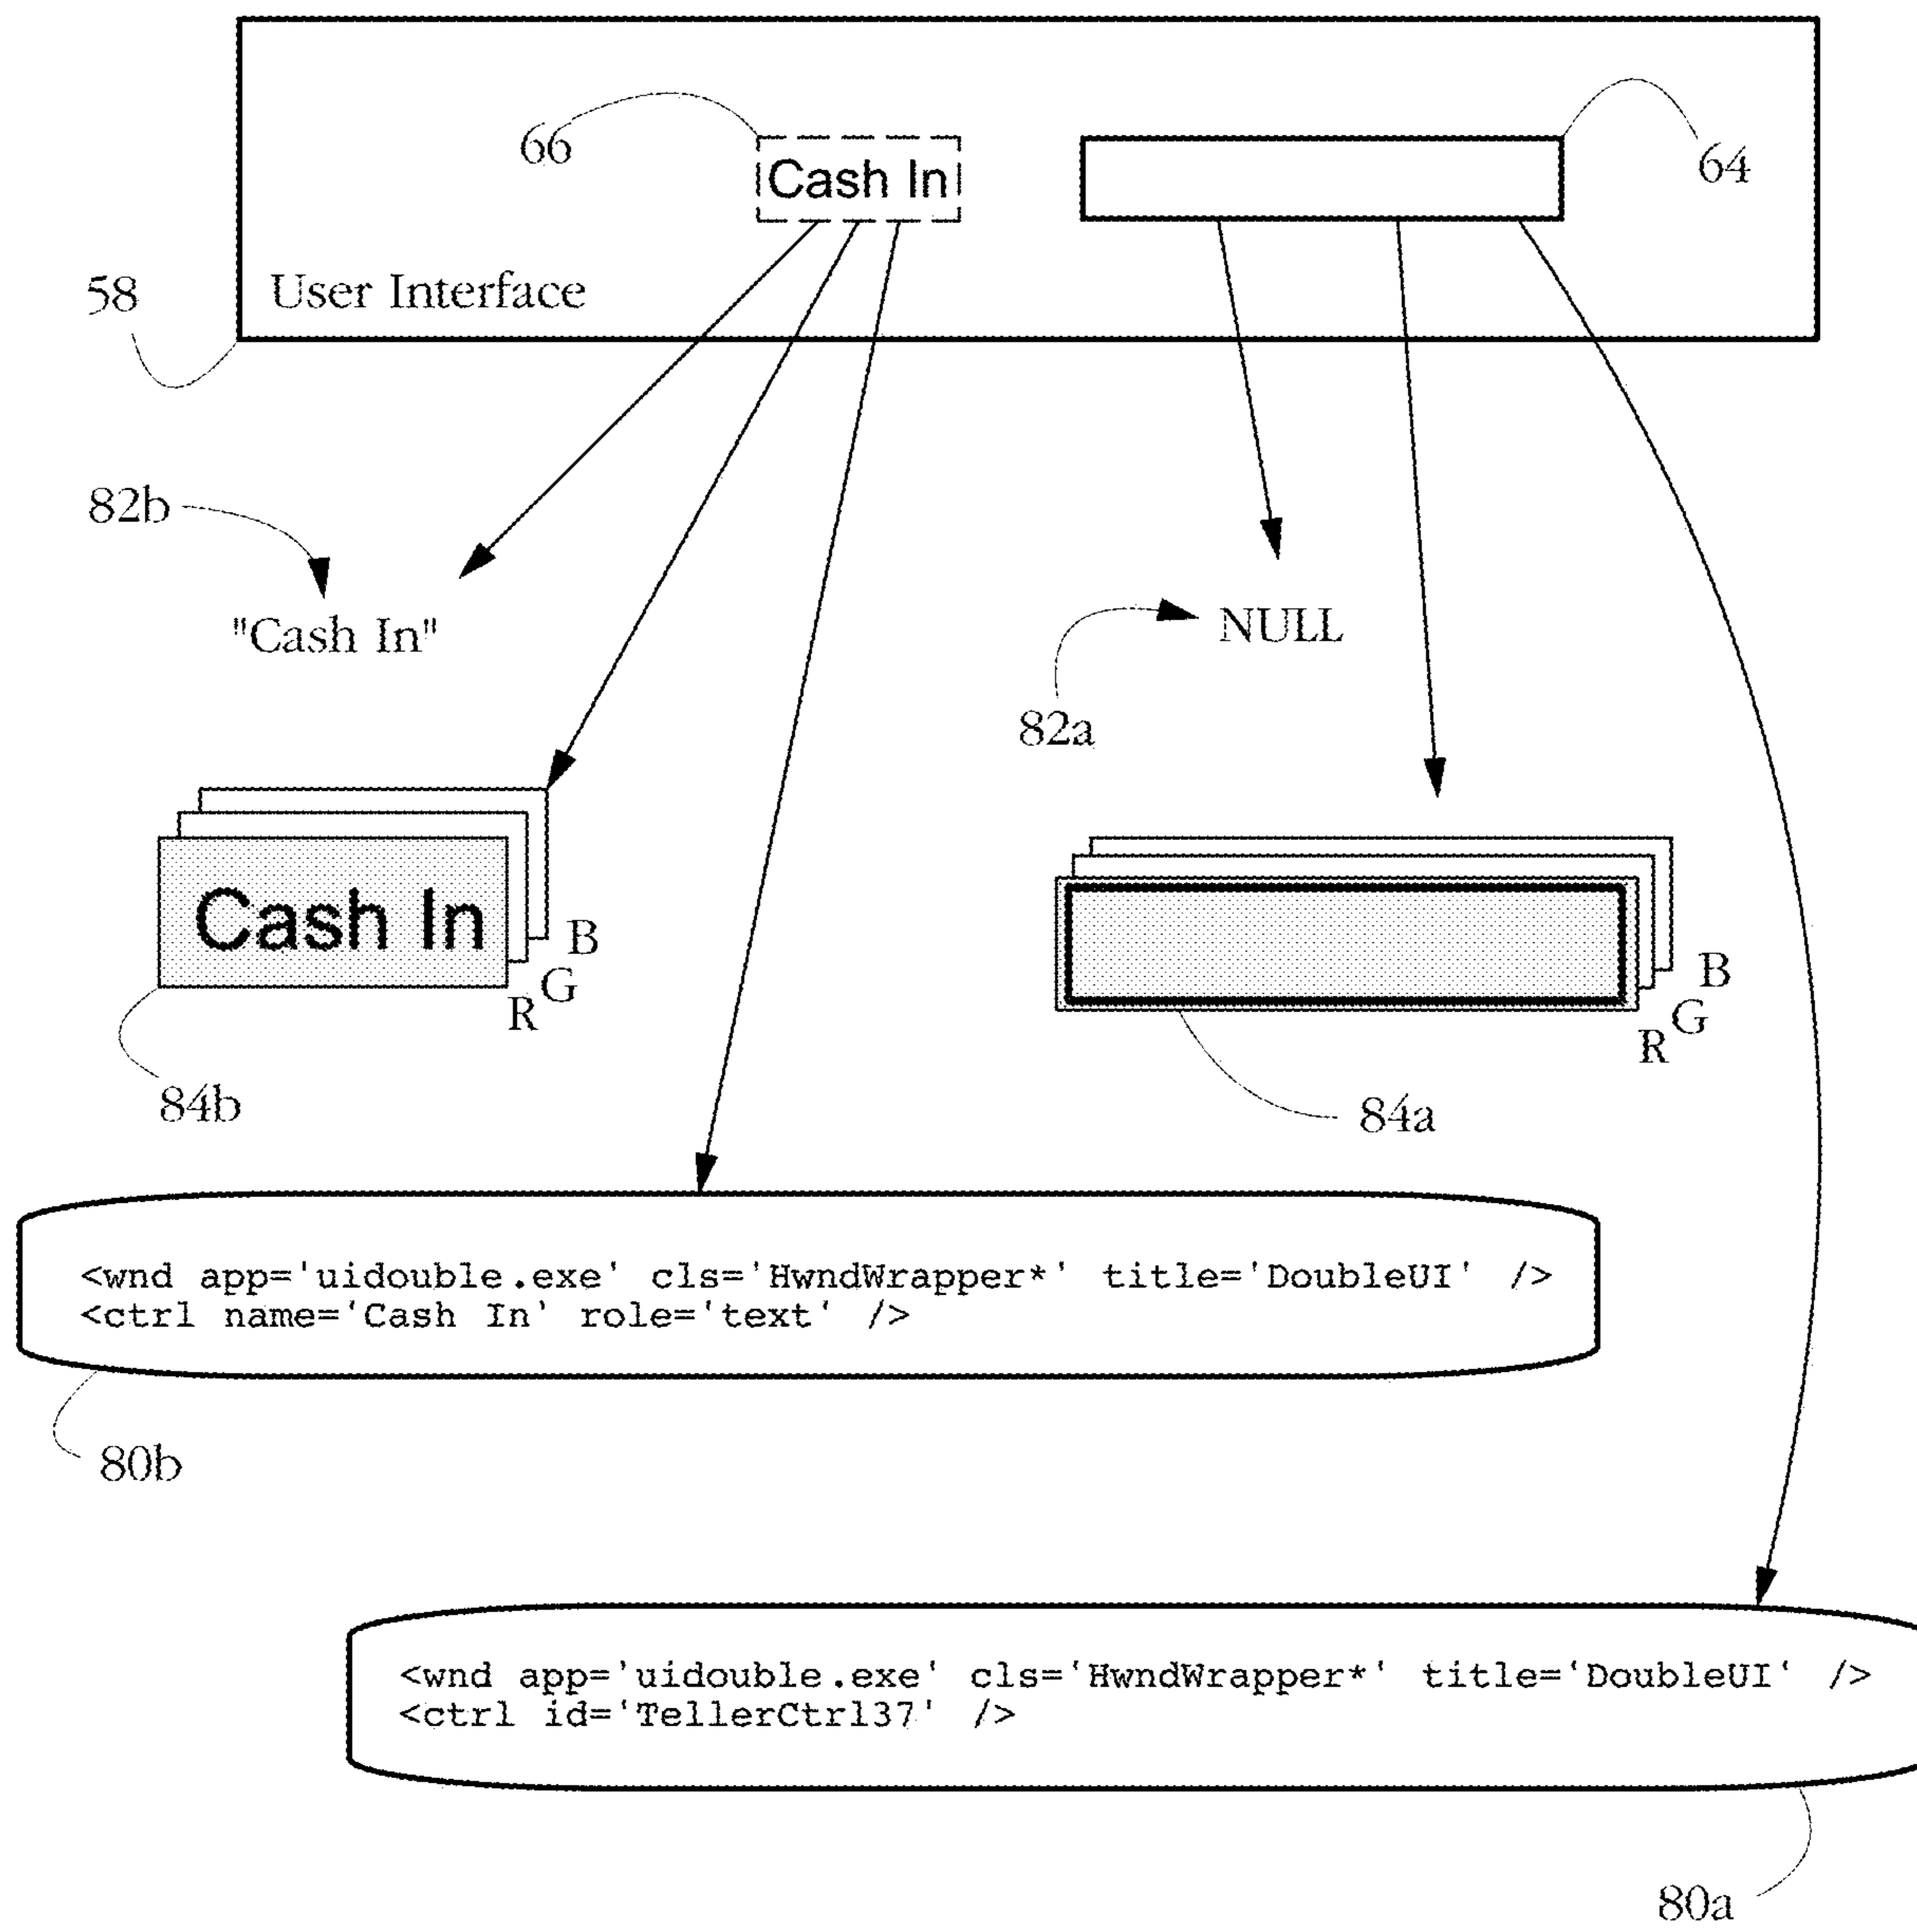 66
Cash In
64
58
User Interface
82b
"Cash In"
NULL
82a
Cash In
B
G
R
B
G
R
84b
84a
<wnd app='uidouble.exe' cls='HwndWrapper*' title='DoubleUI' />
<ctrl name='Cash In' role='text' />
80b
<wnd app='uidouble.exe' cls='HwndWrapper*' title='DoubleUI' />
<ctrl id='TellerCtrl37' />
80a